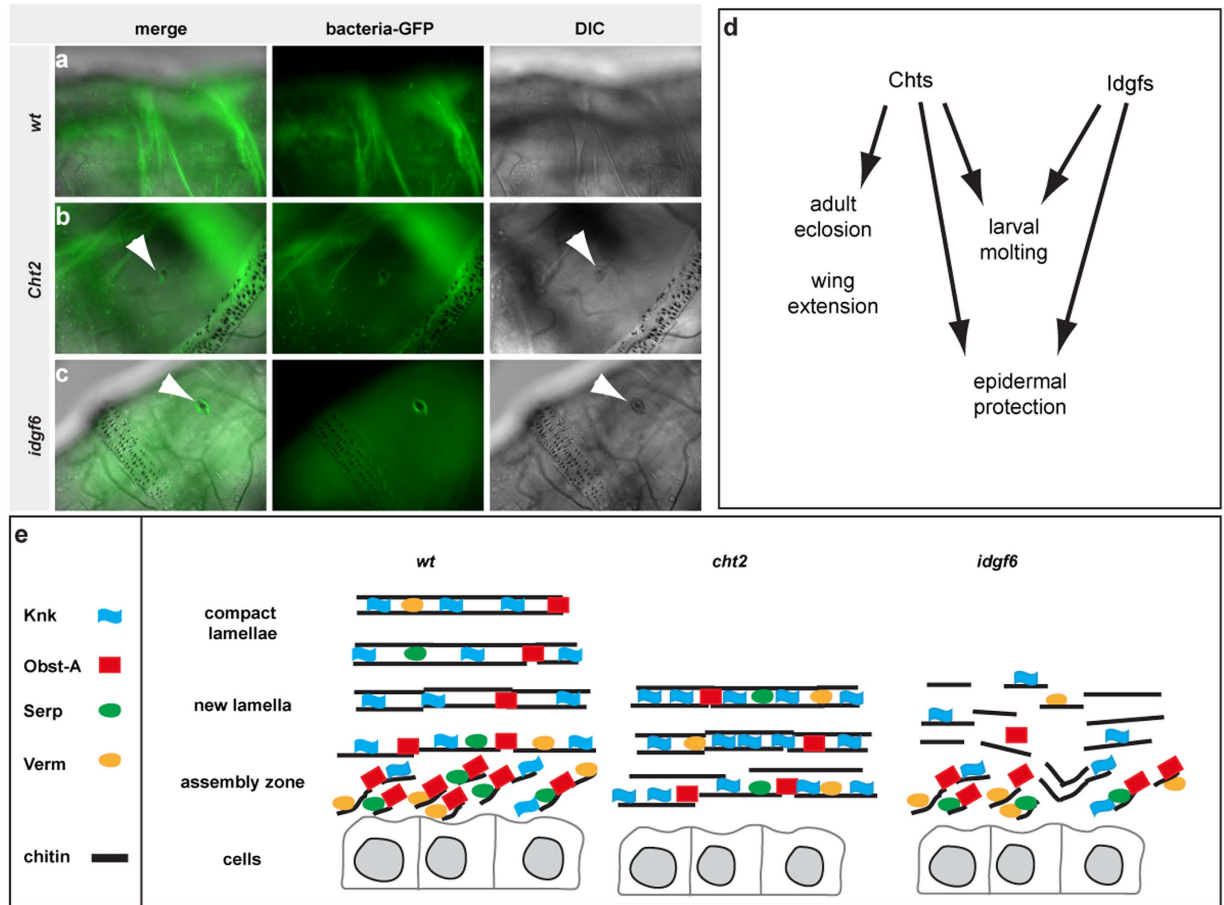 merge
bacteria-GFP
DIC
a
wt
b
Cht2
c
idgf6
d
Chts
Idgfs
adult
eclosion
larval
molting
wing
extension
epidermal
protection
e
wt
cht2
idgf6
Knk
Obst-A
Serp
Verm
chitin
compact
lamellae
new lamella
assembly zone
cells